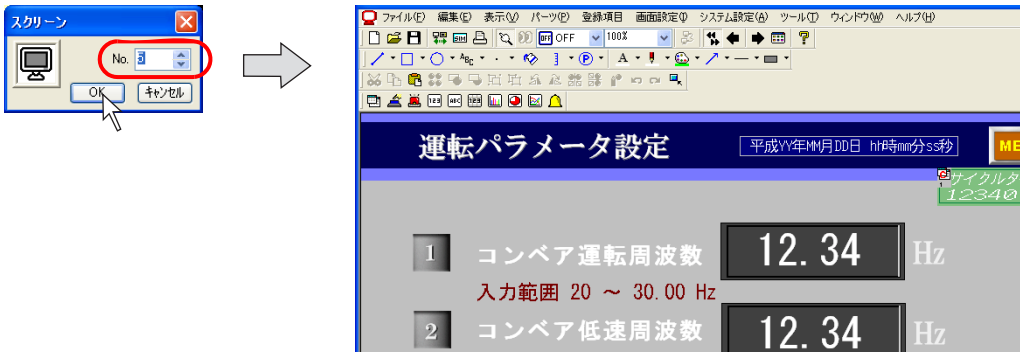 スクリーン
No. 5
OK
キャンセル
ファイル(F) 編集(E) 表示(V) パーツ(P) 登録項目 画面設定(I) システム設定(A) ツール(T) ウィンドウ(W) ヘルプ(H)
OFF 100%
運転パラメータ設定
平成YY年MM月DD日 hh時mm分ss秒
ME
サイクルタ
12340
1 コンベア運転周波数 12.34 Hz
入力範囲 20 ～ 30.00 Hz
2 コンベア低速周波数 12.34 Hz